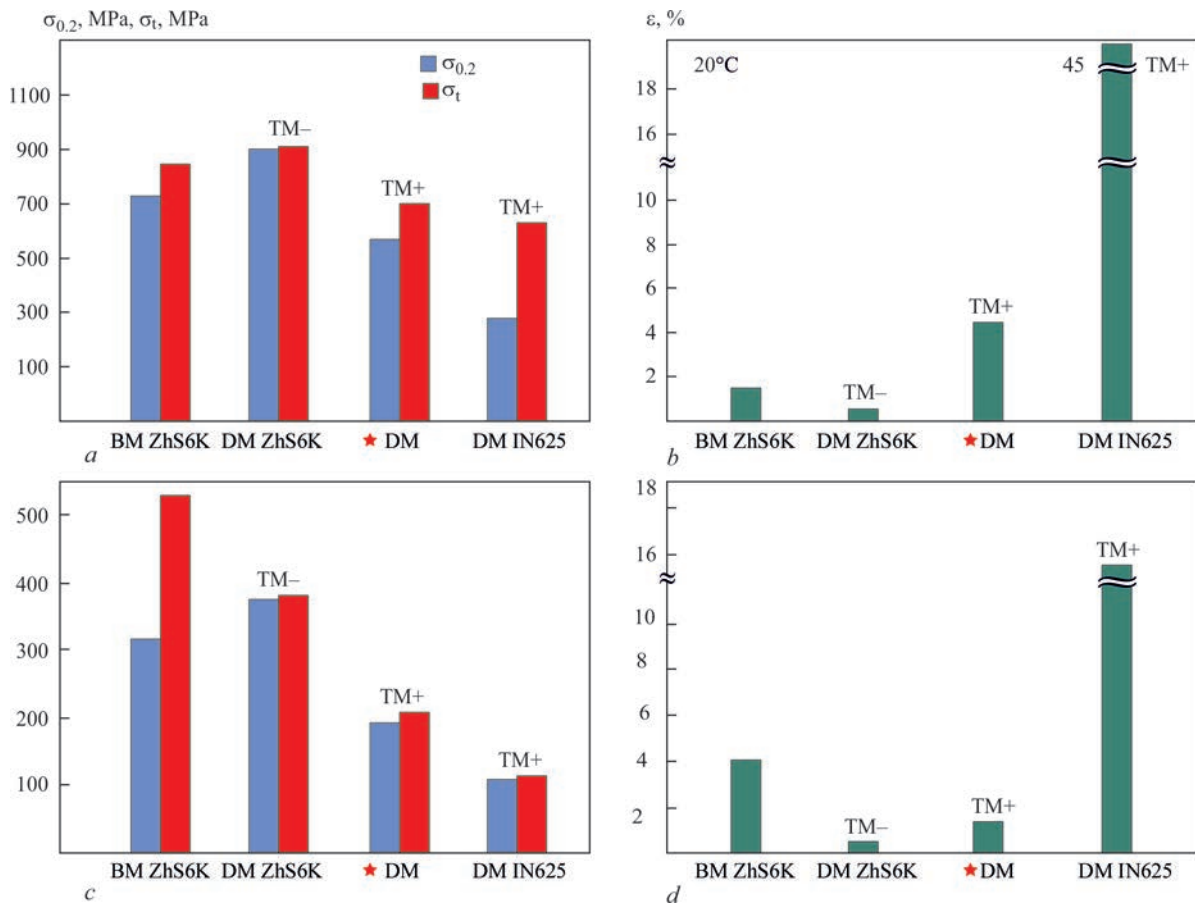 σ0.2, MPa, σt, MPa
σ0.2
σt
1100
900
700
500
300
100
TM–
TM+
TM+
BM ZhS6K DM ZhS6K ★ DM DM IN625
a
ε, %
20°C
45 TM+
18
16
10
8
6
4
2
TM+
TM–
BM ZhS6K DM ZhS6K ★ DM DM IN625
b
500
400
300
200
100
TM–
TM+
TM+
BM ZhS6K DM ZhS6K ★ DM DM IN625
c
18
16
10
8
6
4
2
TM+
TM+
TM–
BM ZhS6K DM ZhS6K ★ DM DM IN625
d